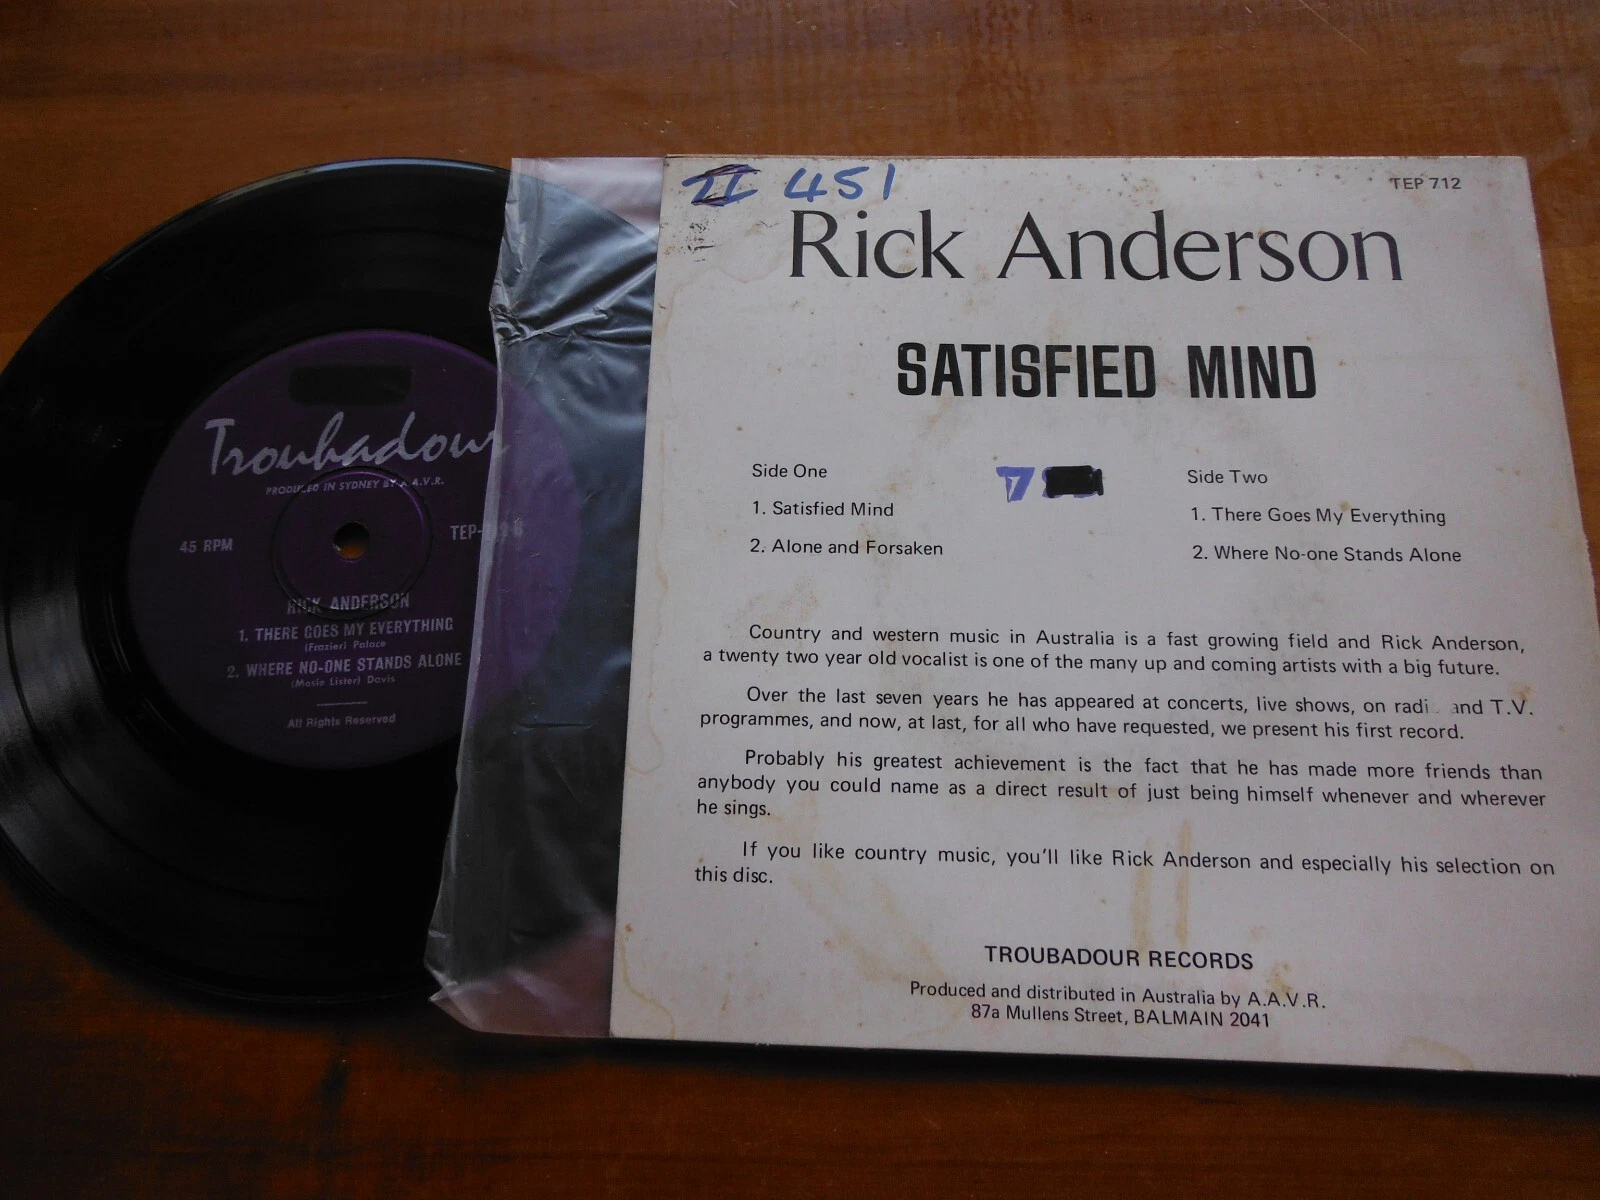 Troubadour
PRODUCED IN SYDNEY BY A.A.V.R.
45 RPM
RICK ANDERSON
1. THERE GOES MY EVERYTHING
(Frazier) Palace
2. WHERE NO-ONE STANDS ALONE
(Mosie Lister) Davis
All Rights Reserved
451
TEP 712
Rick Anderson
SATISFIED MIND
Side One
1. Satisfied Mind
2. Alone and Forsaken
7
Side Two
1. There Goes My Everything
2. Where No-one Stands Alone
Country and western music in Australia is a fast growing field and Rick Anderson,
a twenty two year old vocalist is one of the many up and coming artists with a big future.
Over the last seven years he has appeared at concerts, live shows, on radi and T.V.
programmes, and now, at last, for all who have requested, we present his first record.
Probably his greatest achievement is the fact that he has made more friends than
anybody you could name as a direct result of just being himself whenever and wherever
he sings.
If you like country music, you'll like Rick Anderson and especially his selection on
this disc.
TROUBADOUR RECORDS
Produced and distributed in Australia by A.A.V.R.
87a Mullens Street, BALMAIN 2041